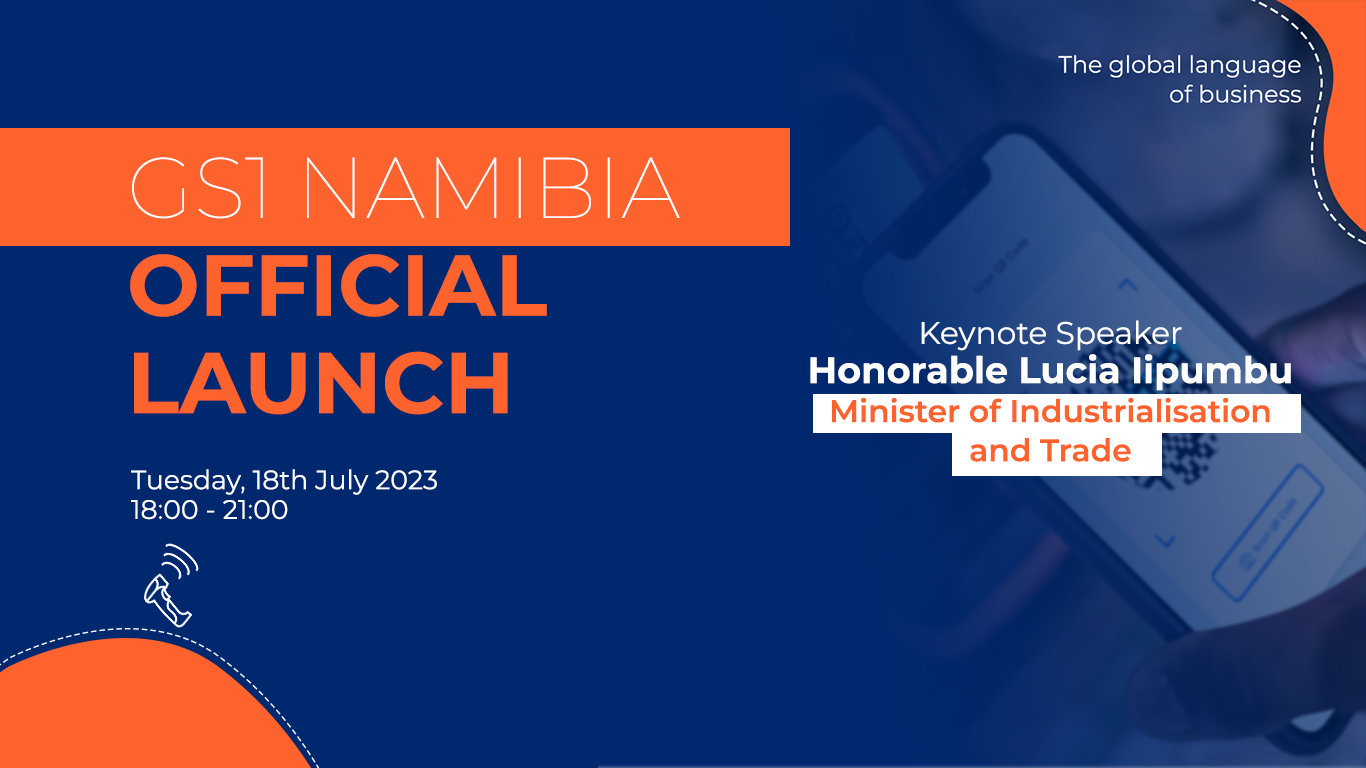 The global language
of business
GS1 NAMIBIA
OFFICIAL
LAUNCH
Tuesday, 18th July 2023
18:00 - 21:00
Keynote Speaker
Honorable Lucia Iipumbu
Minister of Industrialisation
and Trade